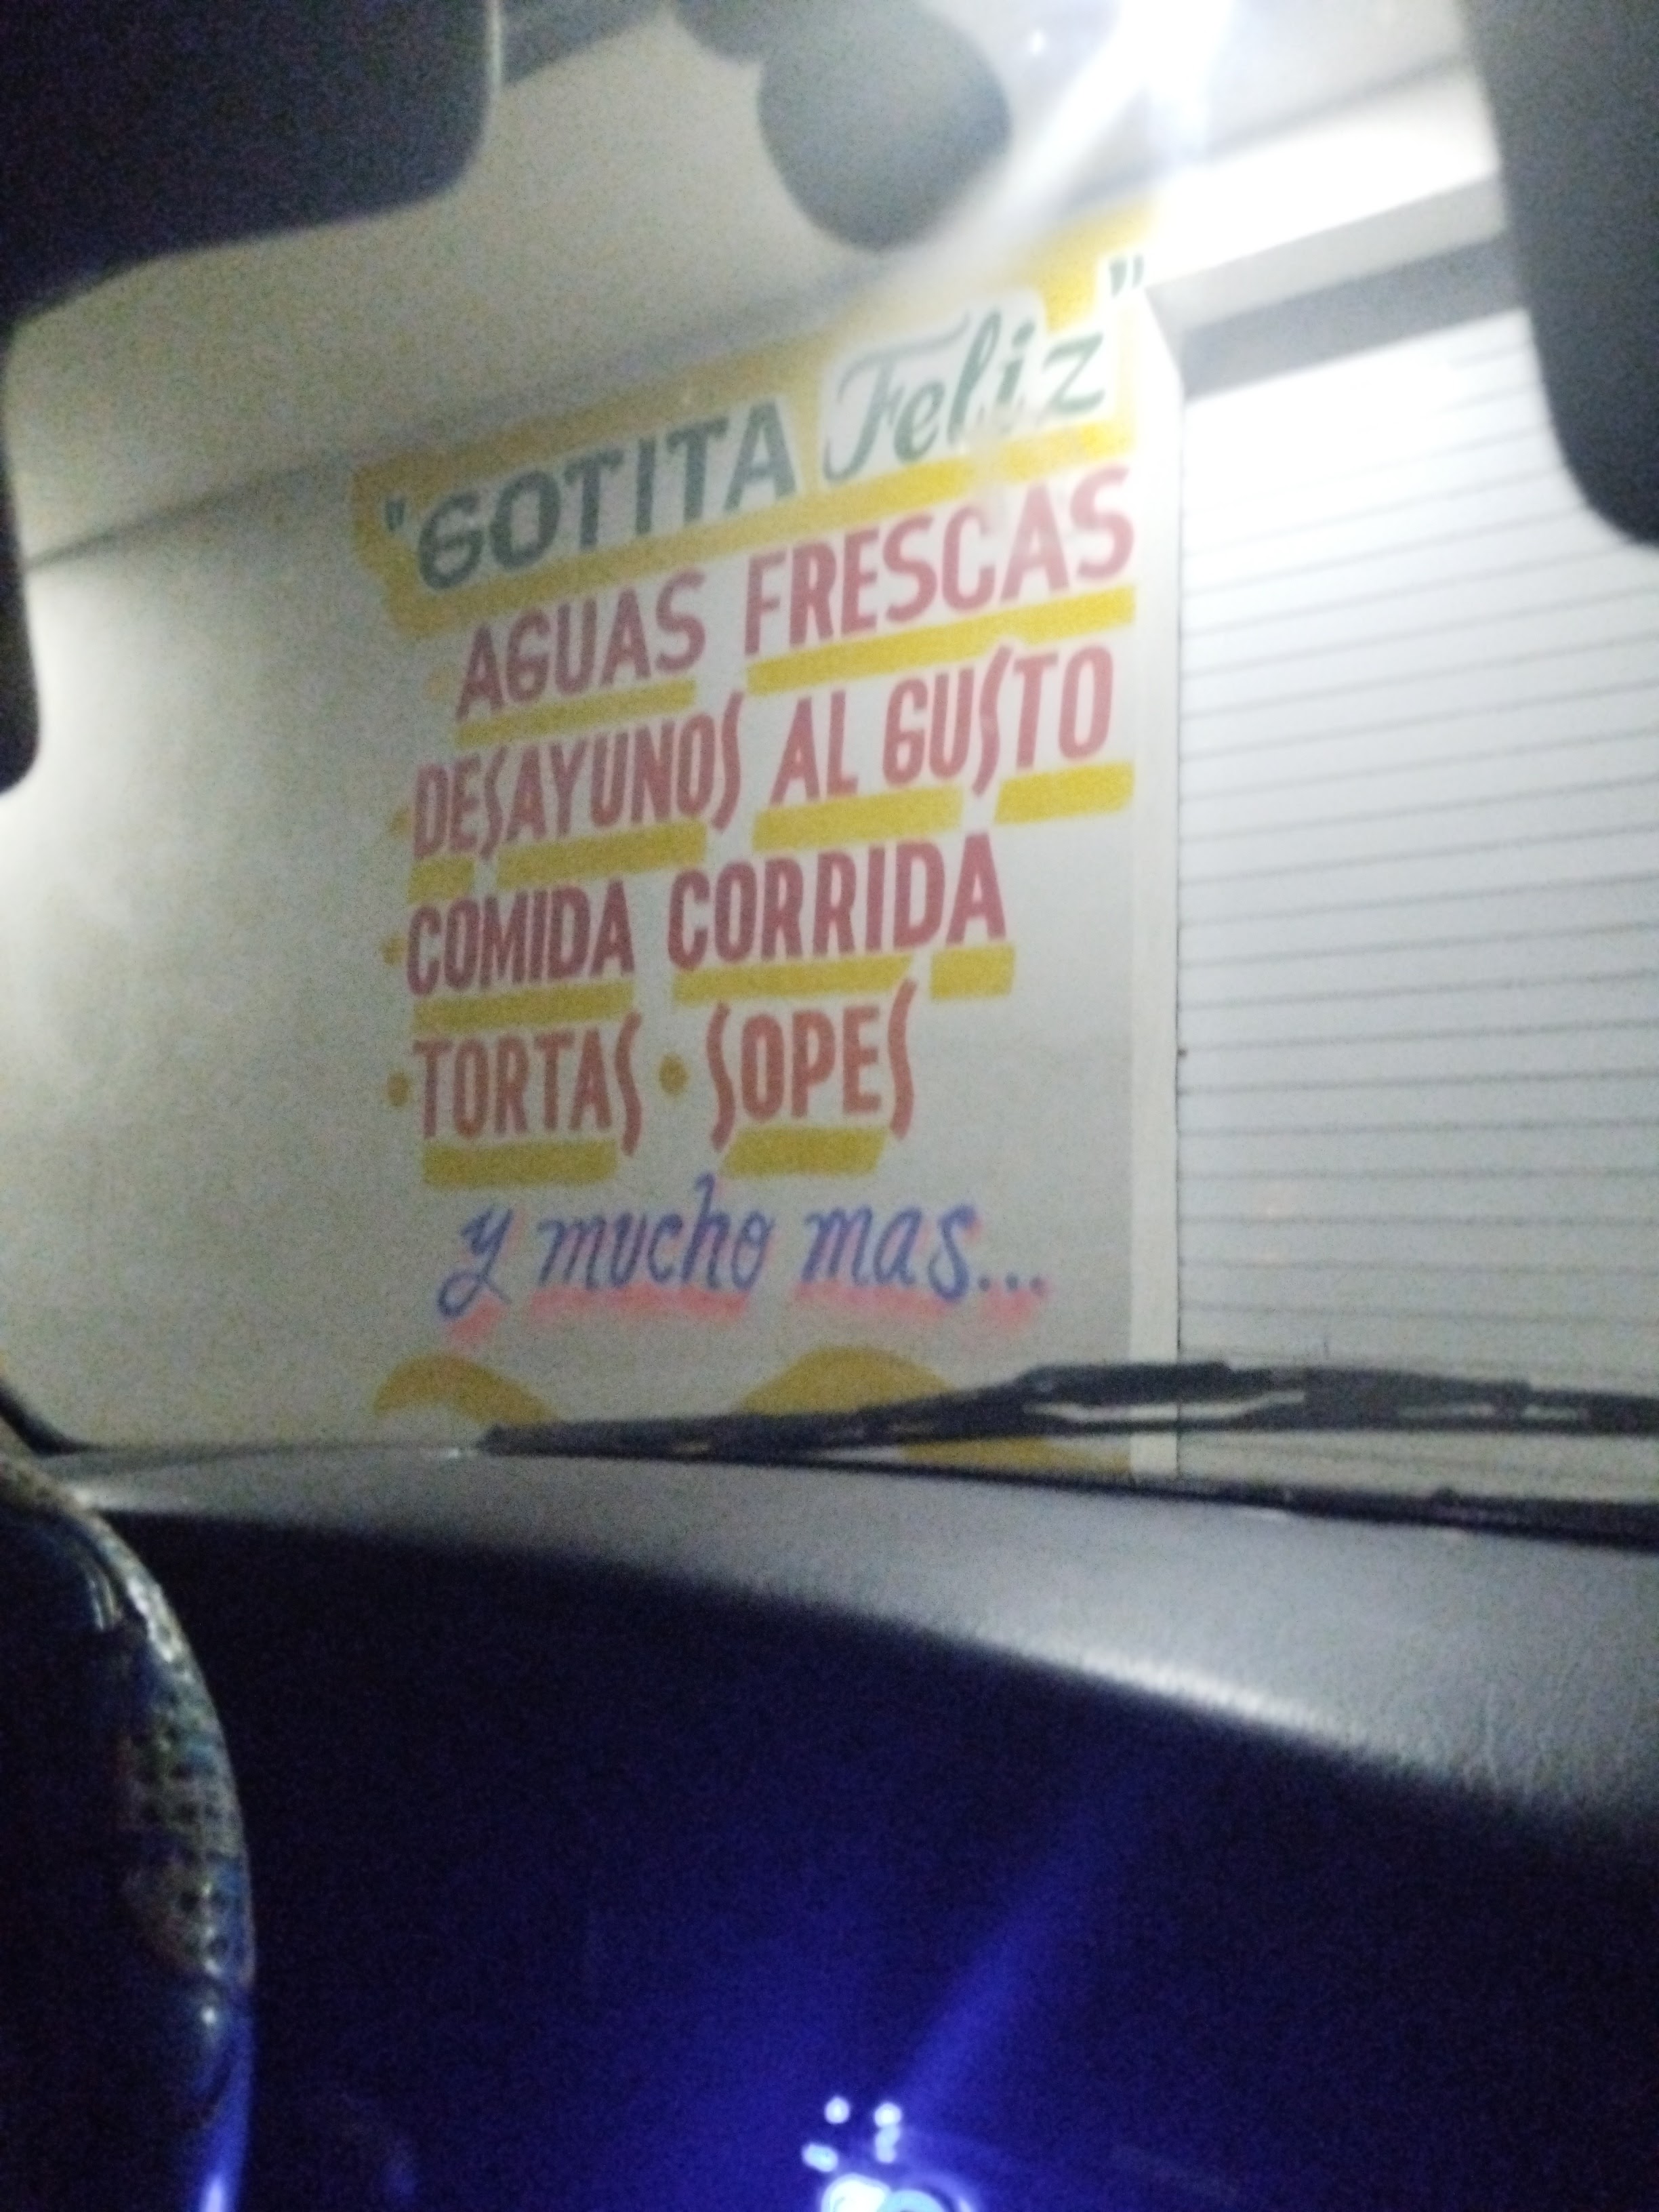 "GOTITA Feliz"
AGUAS FRESCAS
DESAYUNOS AL GUSTO
COMIDA CORRIDA
TORTAS • SOPES
y mucho mas...